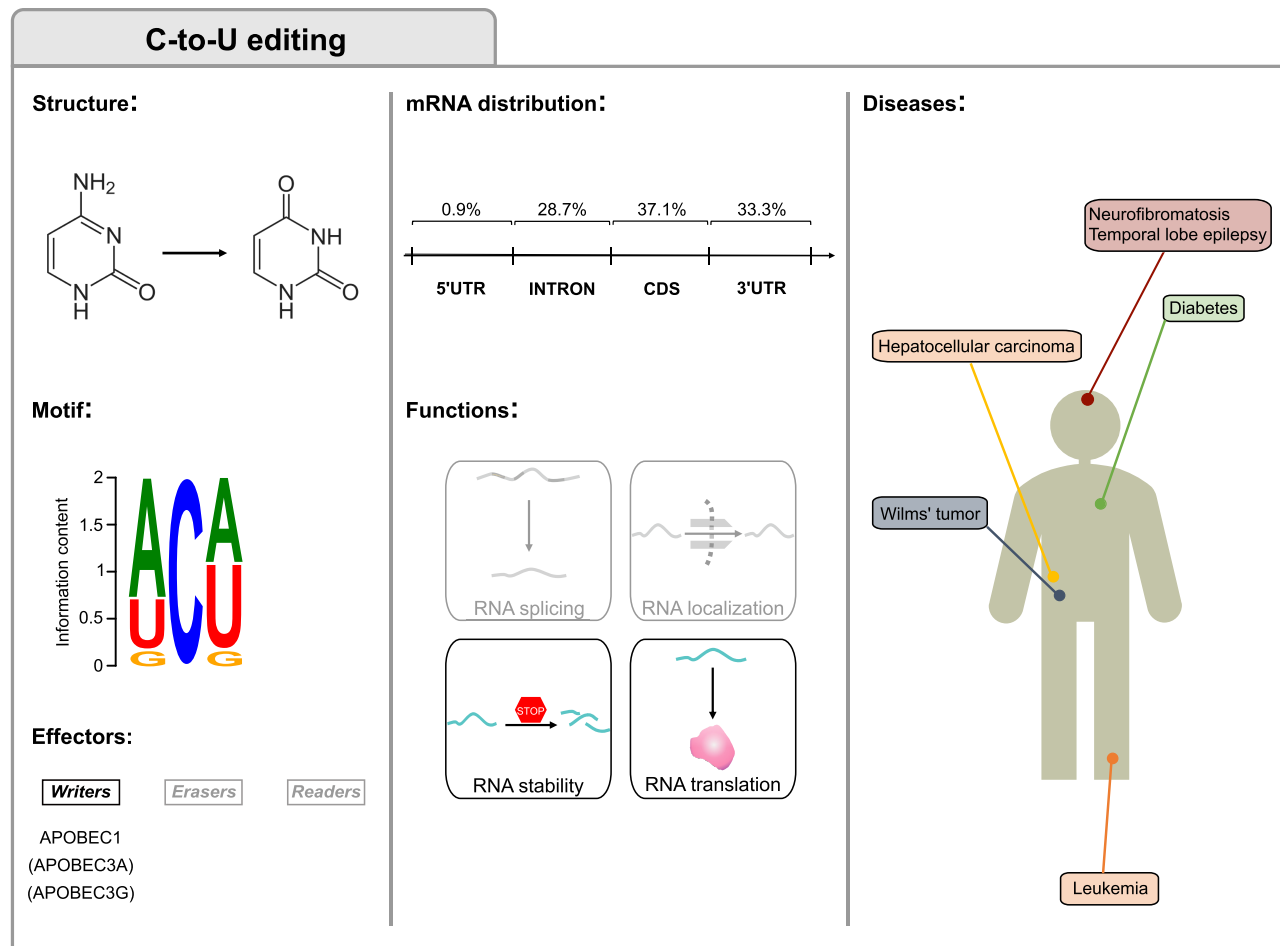 C-to-U editing
Structure:
NH2
N
N
H
O
O
NH
N
H
O
Motif:
Information content
2
1.5
1
0.5
0
A
U
G
C
A
U
G
Effectors:
Writers
Erasers
Readers
APOBEC1
(APOBEC3A)
(APOBEC3G)
mRNA distribution:
0.9% 28.7% 37.1% 33.3%
5'UTR INTRON CDS 3'UTR
Functions:
RNA splicing
RNA localization
STOP
RNA stability
RNA translation
Diseases:
Neurofibromatosis
Temporal lobe epilepsy
Diabetes
Hepatocellular carcinoma
Wilms' tumor
Leukemia